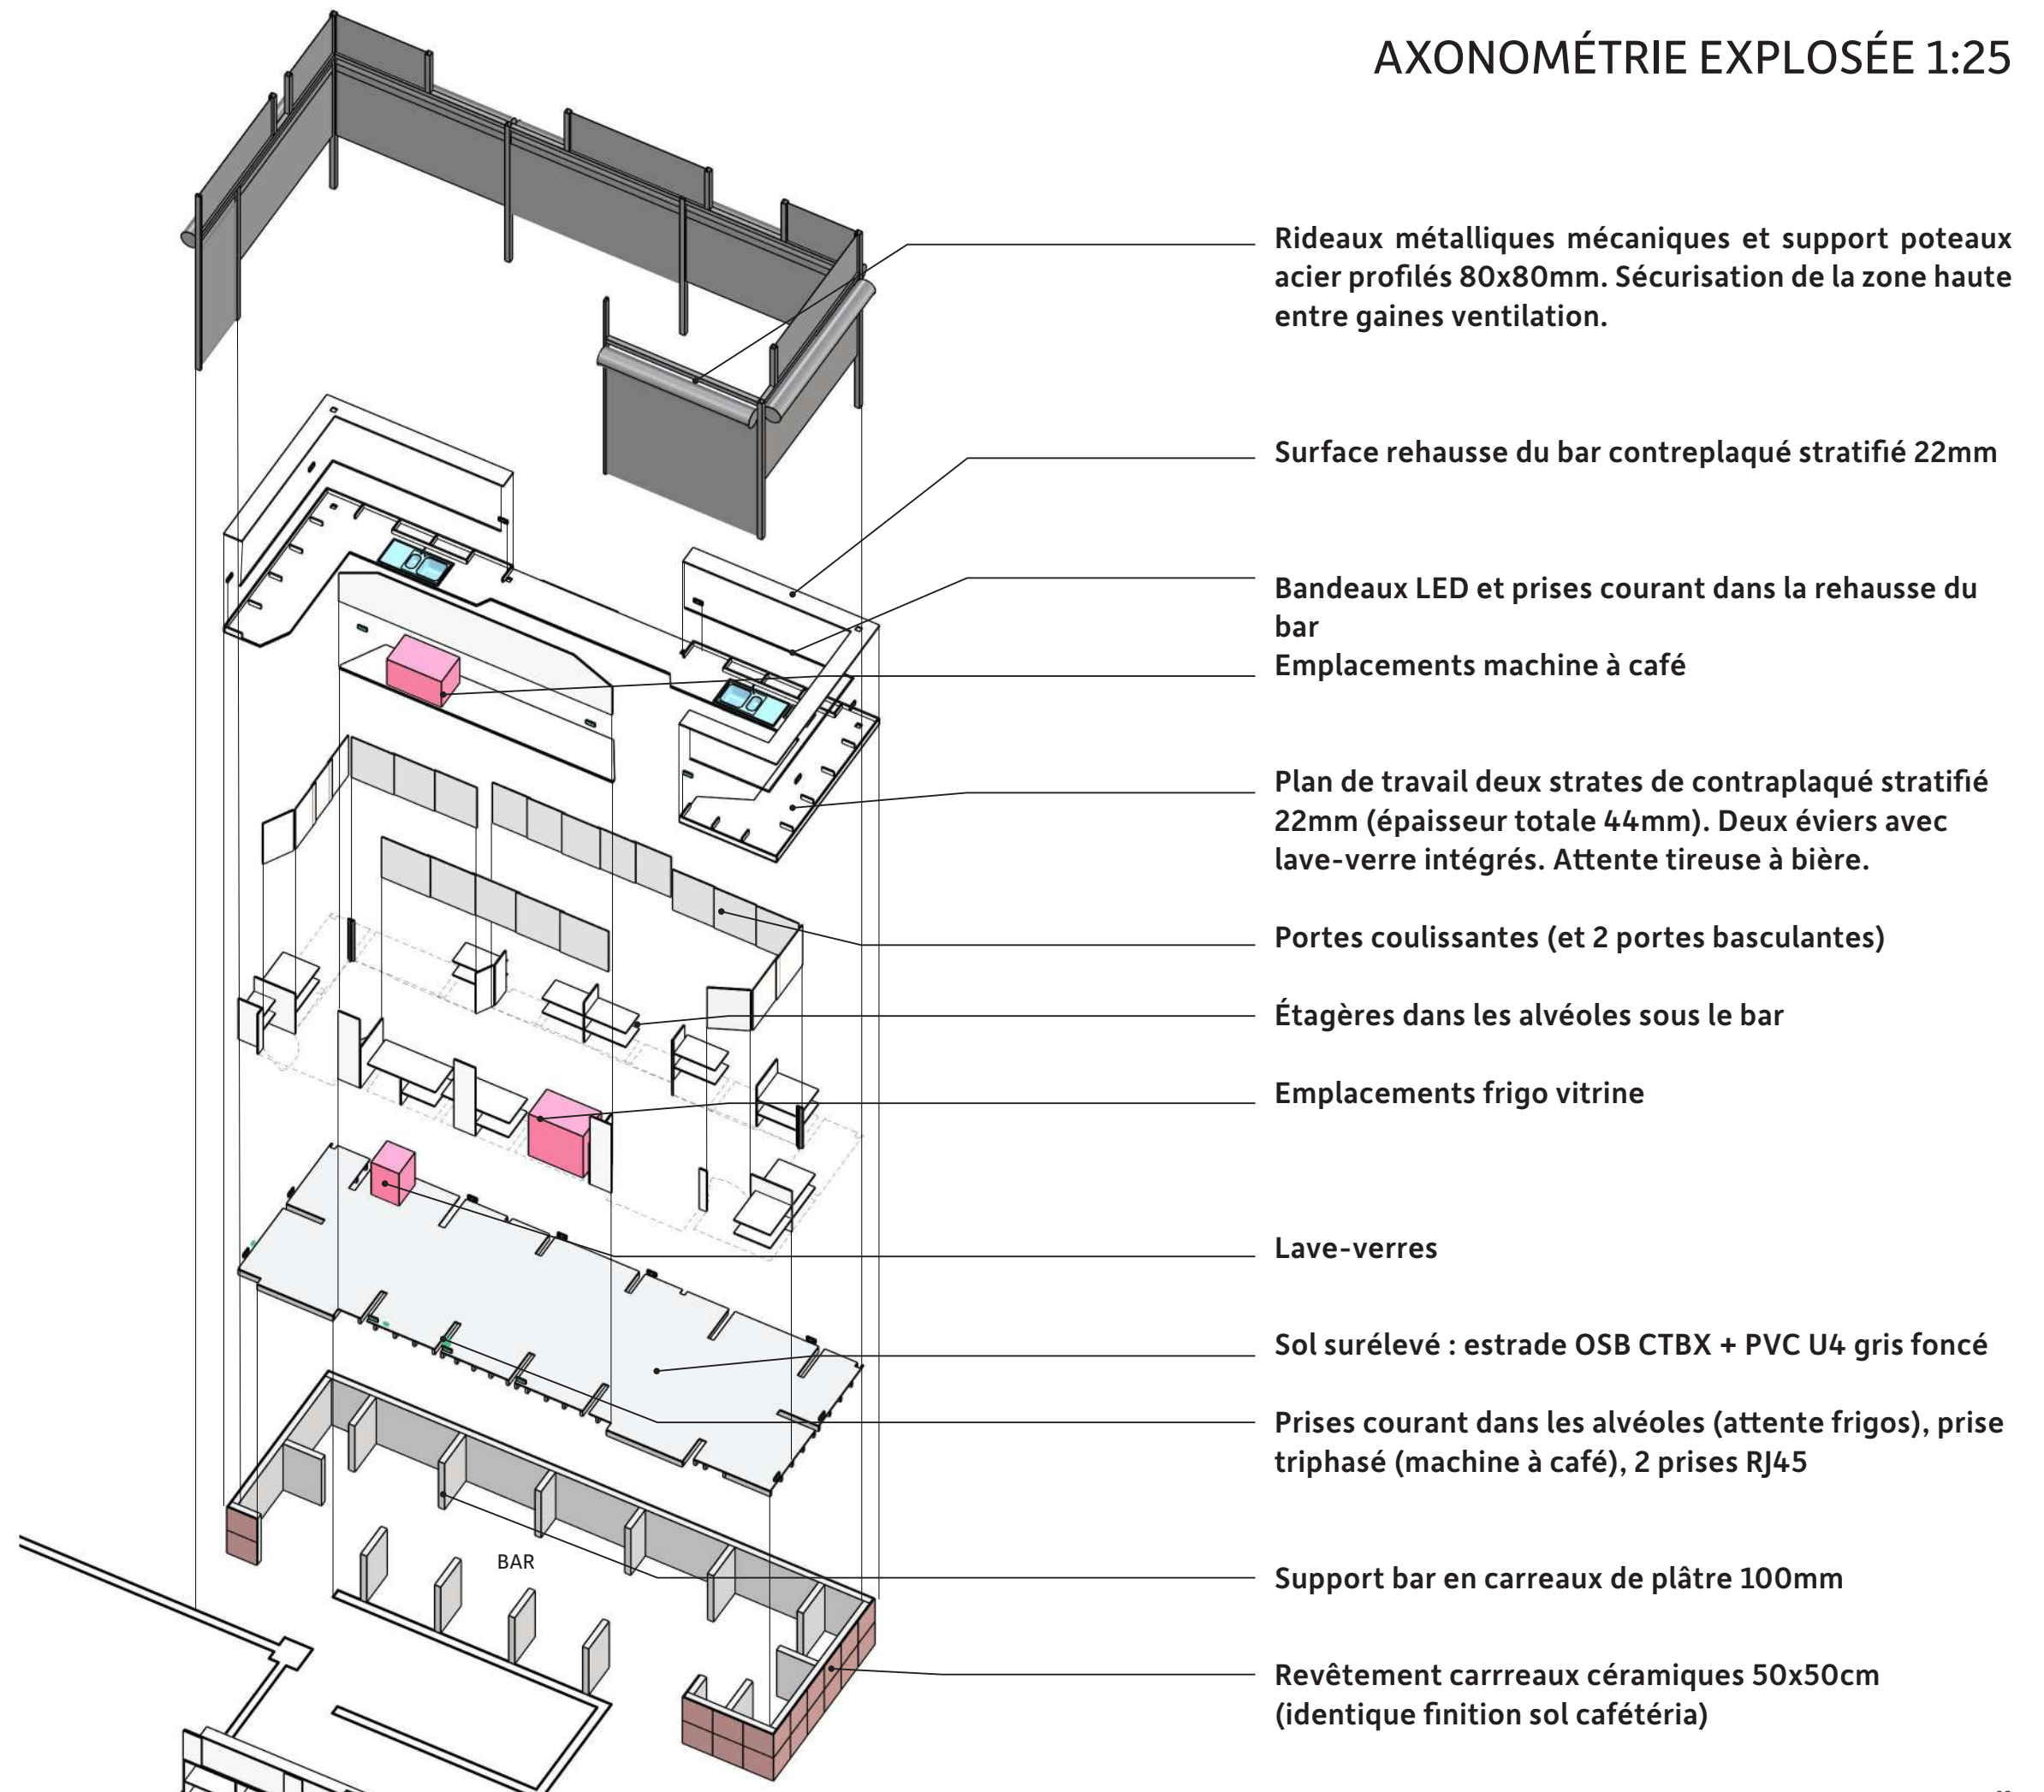 AXONOMÉTRIE EXPLOSÉE 1:25
Rideaux métalliques mécaniques et support poteaux
acier profilés 80x80mm. Sécurisation de la zone haute
entre gaines ventilation.
Surface rehausse du bar contreplaqué stratifié 22mm
Bandeaux LED et prises courant dans la rehausse du
bar
Emplacements machine à café
Plan de travail deux strates de contraplaqué stratifié
22mm (épaisseur totale 44mm). Deux éviers avec
lave-verre intégrés. Attente tireuse à bière.
Portes coulissantes (et 2 portes basculantes)
Étagères dans les alvéoles sous le bar
Emplacements frigo vitrine
Lave-verres
Sol surélevé : estrade OSB CTBX + PVC U4 gris foncé
Prises courant dans les alvéoles (attente frigos), prise
triphasé (machine à café), 2 prises RJ45
BAR
Support bar en carreaux de plâtre 100mm
Revêtement carrreaux céramiques 50x50cm
(identique finition sol cafétéria)